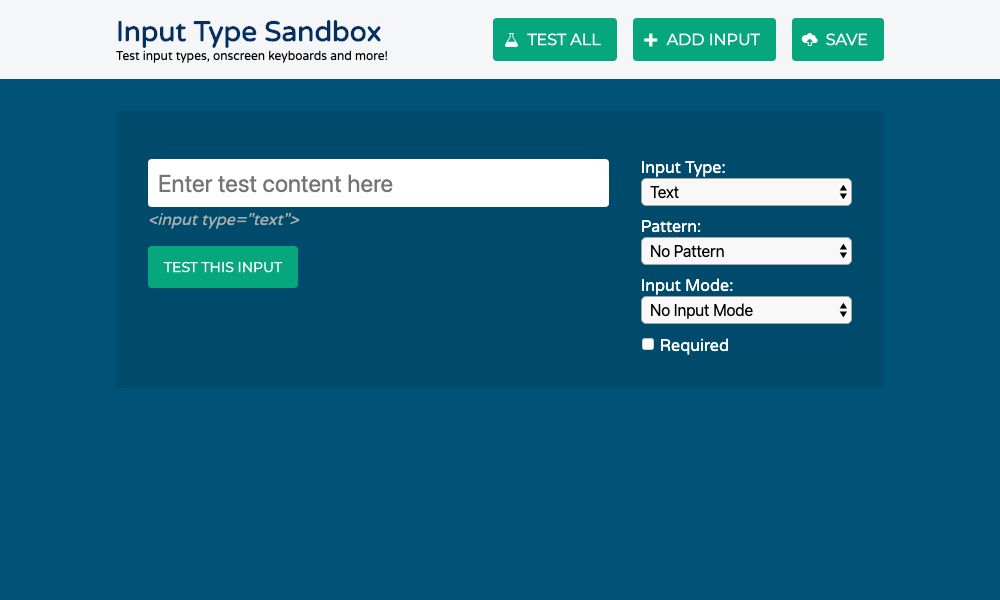 Input Type Sandbox
Test input types, onscreen keyboards and more!
TEST ALL
ADD INPUT
SAVE
Enter test content here
<input type="text">
TEST THIS INPUT
Input Type:
Text
Pattern:
No Pattern
Input Mode:
No Input Mode
Required